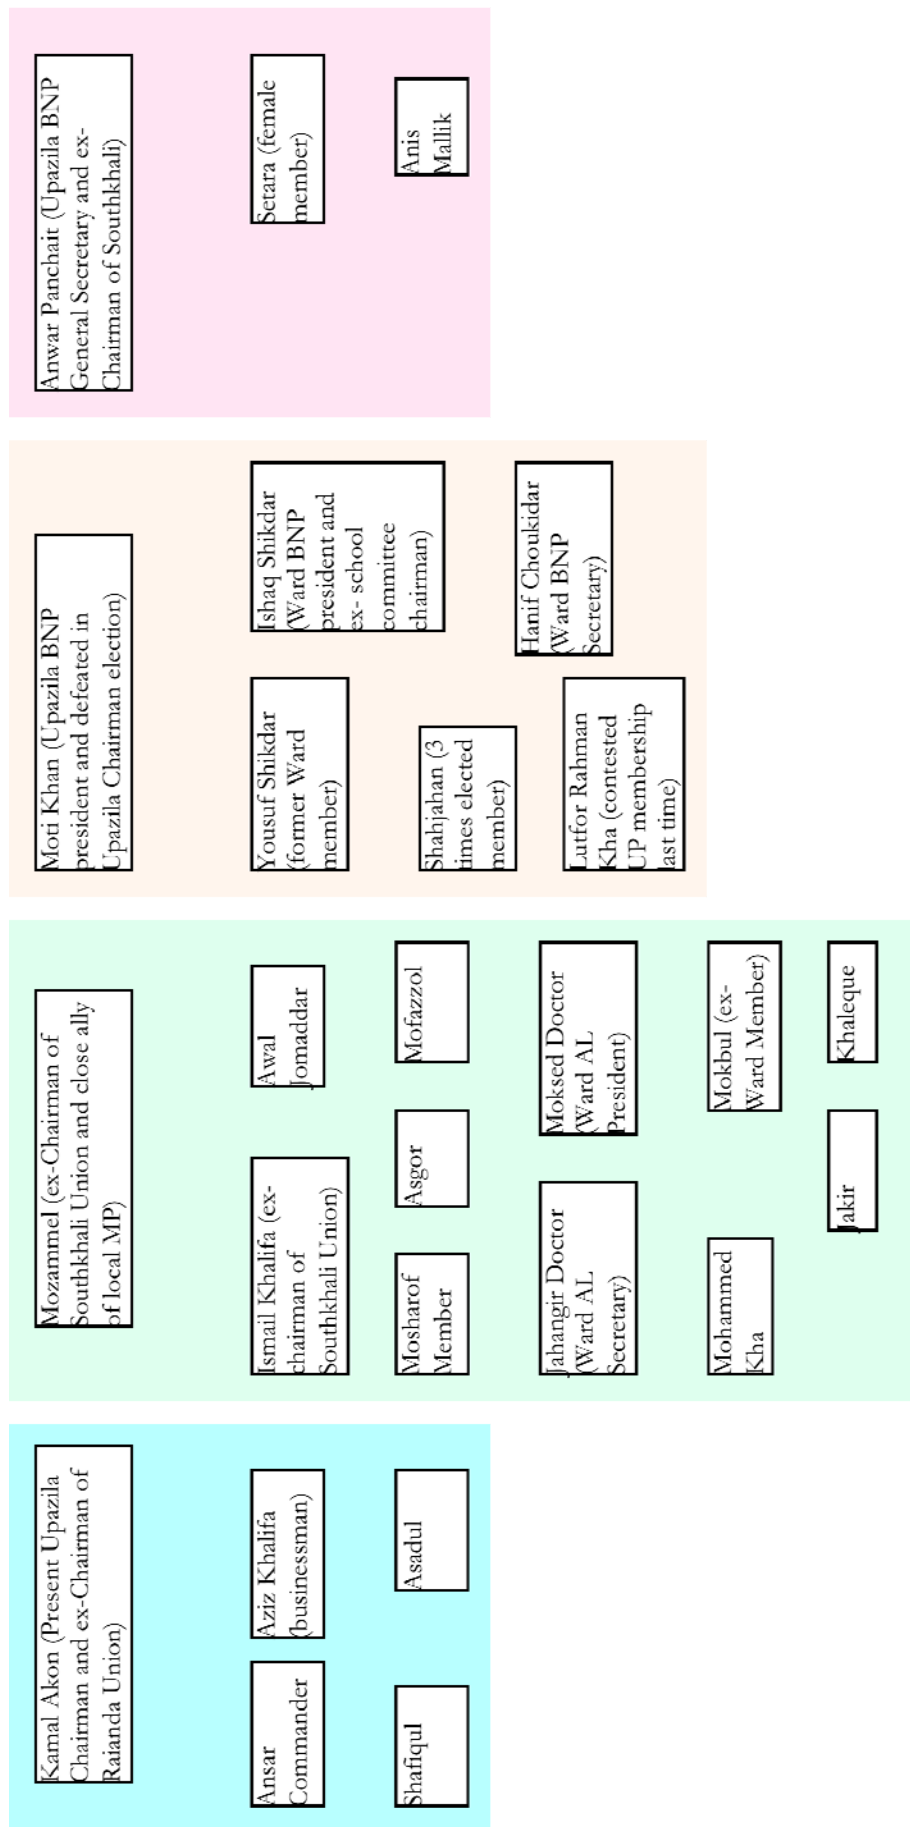 Kamal Akon (Present Upazila
Chairman and ex-Chairman of
Raianda Union)
Ansar
Commander
Aziz Khalifa
(businessman)
Shafiqul
Asadul
Mozammel (ex-Chairman of
Southkhali Union and close ally
of local MP)
Ismail Khalifa (ex-
chairman of
Southkhali Union)
Awal
Jomaddar
Mosharof
Member
Asgor
Mofazzol
Jahangir Doctor
(Ward AL
Secretary)
Moksed Doctor
(Ward AL
President)
Mohammed
Kha
Mokbul (ex-
Ward Member)
Jakir
Khaleque
Moti Khan (Upazila BNP
president and defeated in
Upazila Chairman election)
Yousuf Shikdar
(former Ward
member)
Ishaq Shikdar
(Ward BNP
president and
ex- school
committee
chairman)
Shahjahan (3
times elected
member)
Hanif Choukidar
(Ward BNP
Secretary)
Lutfor Rahman
Kha (contested
UP membership
last time)
Anwar Panchait (Upazila BNP
General Secretary and ex-
Chairman of Southkhali)
Setara (female
member)
Anis
Mallik